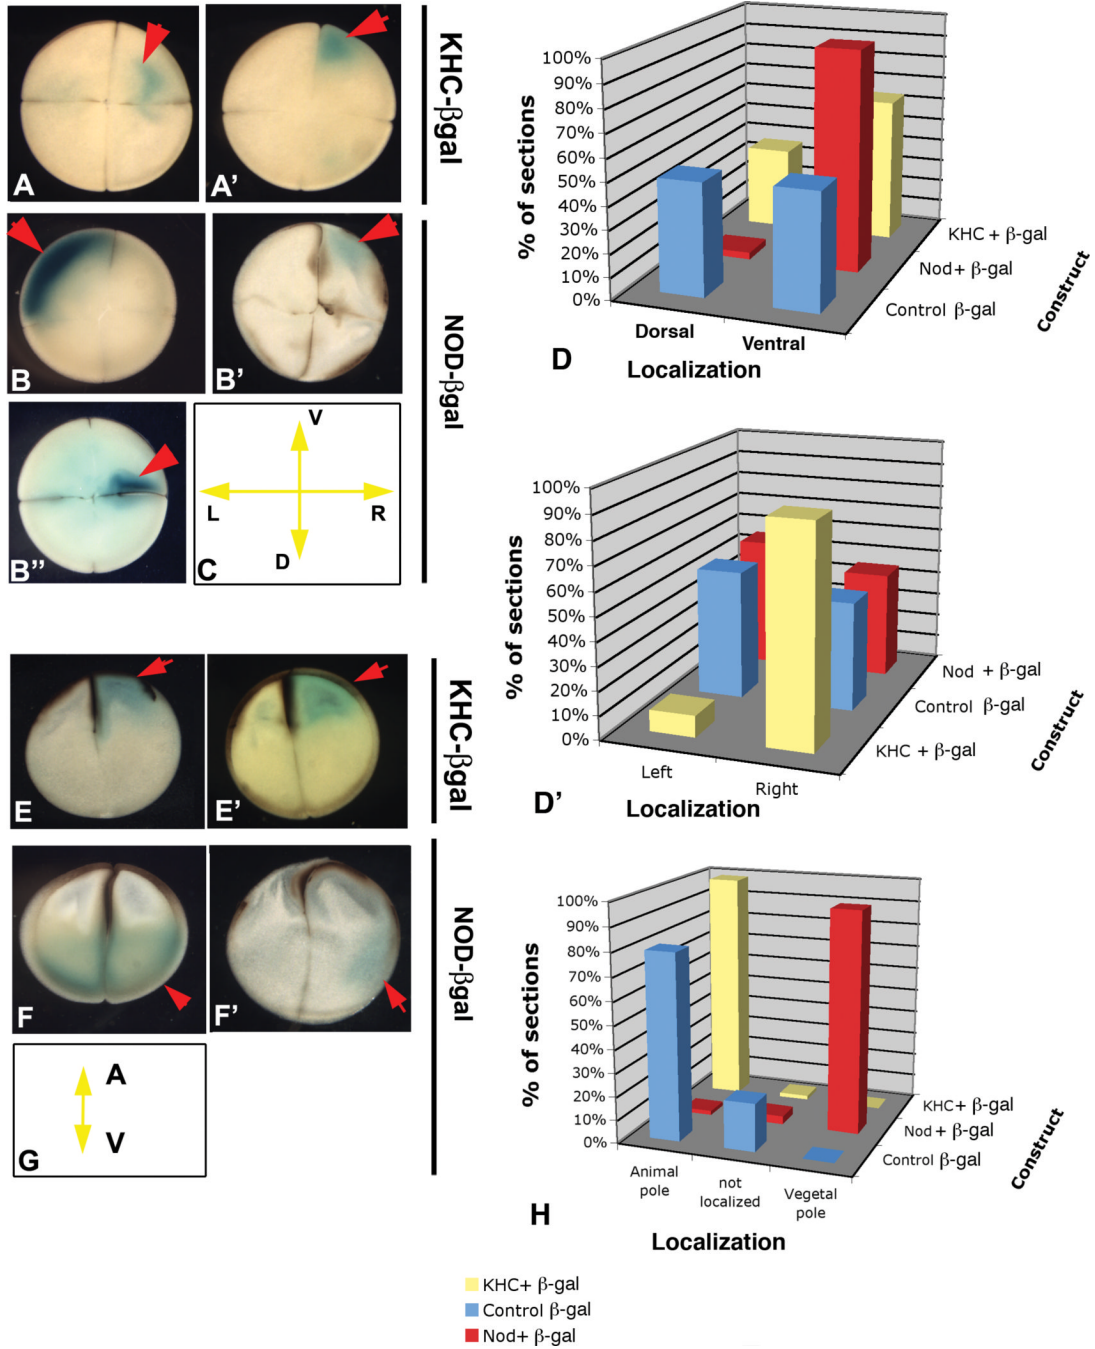 A
A’
KHC-βgal
B
B’
B’’
NOD-βgal
V
L
R
D
C
100%
90%
80%
70%
60%
50%
40%
30%
20%
10%
0%
% of sections
KHC + β-gal
Nod+ β-gal
Control β-gal
Construct
Dorsal
Ventral
D
Localization
100%
90%
80%
70%
60%
50%
40%
30%
20%
10%
0%
% of sections
Nod + β-gal
Control β-gal
KHC + β-gal
Construct
Left
Right
D’
Localization
E
E’
KHC-βgal
F
F’
NOD-βgal
A
V
G
100%
90%
80%
70%
60%
50%
40%
30%
20%
10%
0%
% of sections
KHC+ β-gal
Nod+ β-gal
Control β-gal
Construct
Animal
pole
not
localized
Vegetal
pole
H
Localization
KHC+ β-gal
Control β-gal
Nod+ β-gal